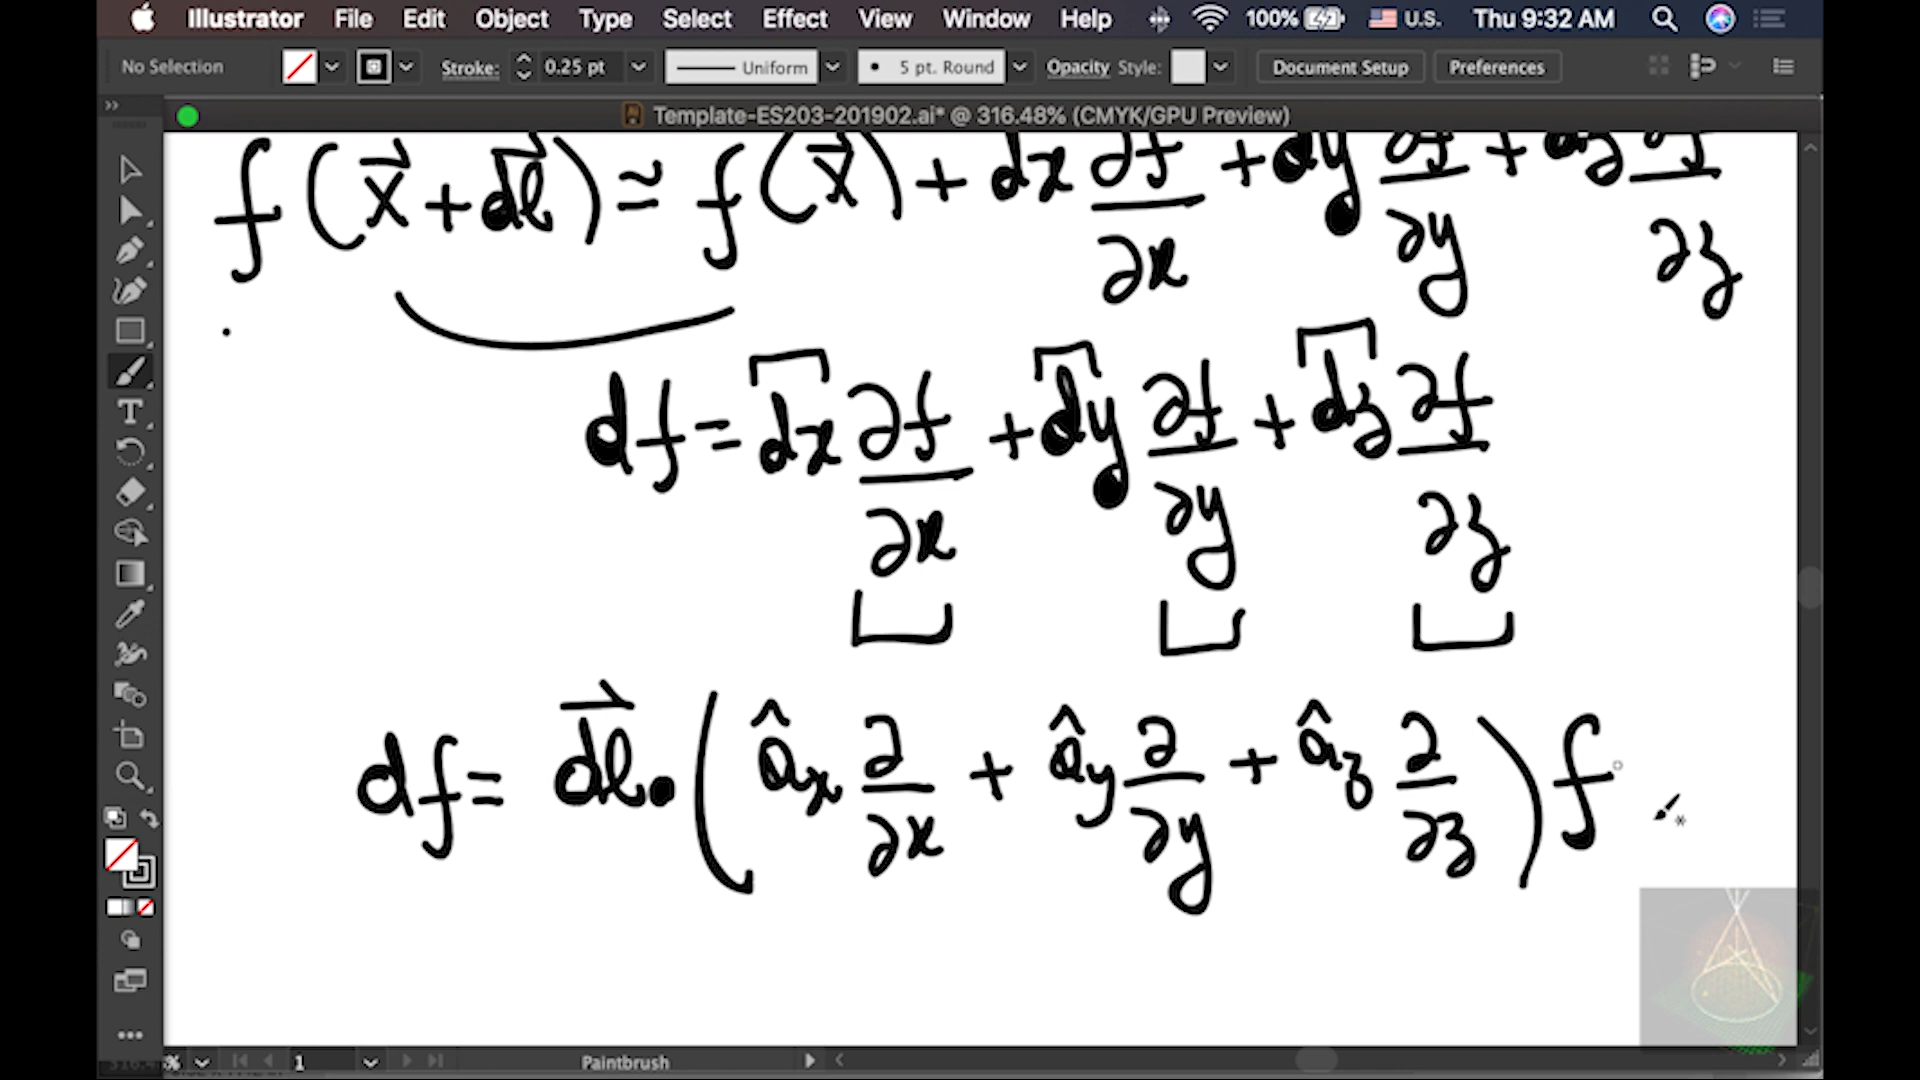 Illustrator File Edit Object Type Select Effect View Window Help 100% U.S. Thu 9:32 AM
No Selection Stroke: 0.25 pt Uniform 5 pt. Round Opacity Style: Document Setup Preferences
Template-ES203-201902.ai* @ 316.48% (CMYK/GPU Preview)
f(x⃗ + dl⃗) ≈ f(x⃗) + dx ∂f/∂x + dy ∂f/∂y + dz ∂f/∂z
df = dx ∂f/∂x + dy ∂f/∂y + dz ∂f/∂z
df = dl⃗ • (âx ∂/∂x + ây ∂/∂y + âz ∂/∂z) f
1 Paintbrush